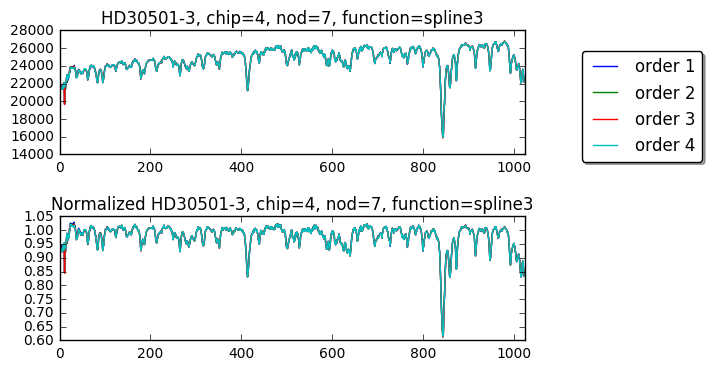 HD30501-3, chip=4, nod=7, function=spline3
28000
26000
24000
22000
20000
18000
16000
14000
0 200 400 600 800 1000
order 1
order 2
order 3
order 4
Normalized HD30501-3, chip=4, nod=7, function=spline3
1.05
1.00
0.95
0.90
0.85
0.80
0.75
0.70
0.65
0.60
0 200 400 600 800 1000